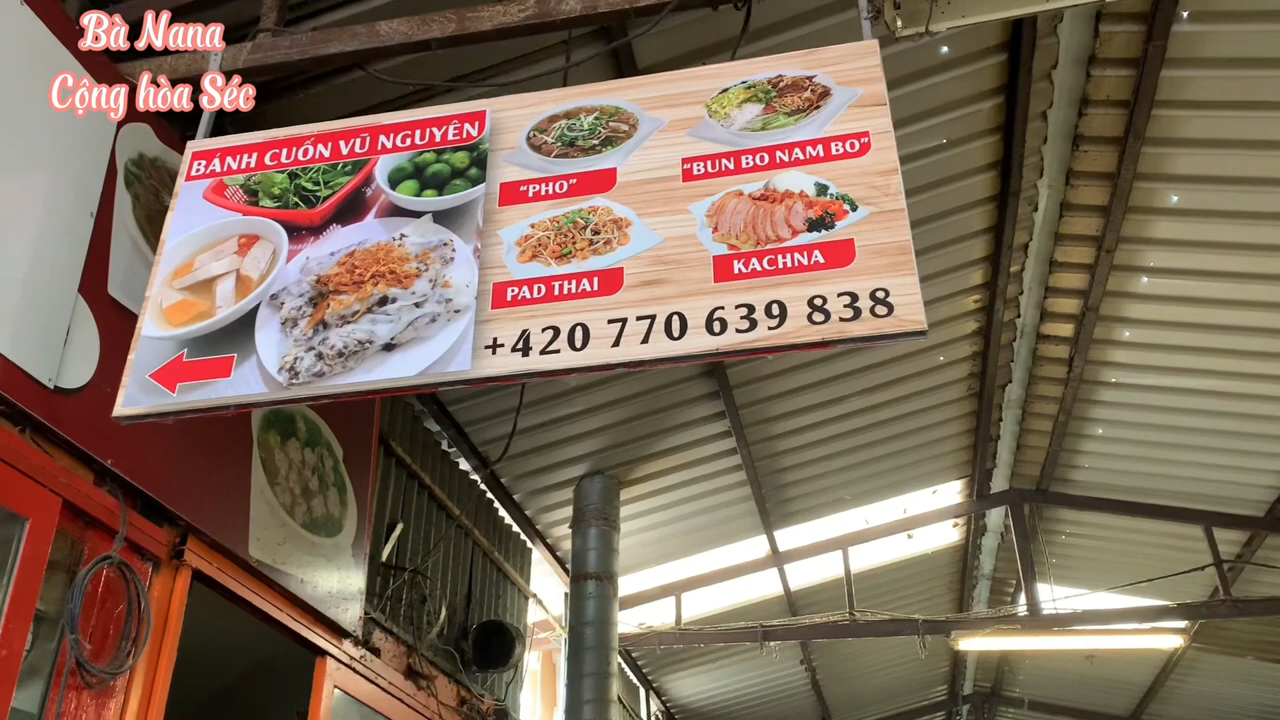 Bà Nana
Cộng hòa Séc
BÁNH CUỐN VŨ NGUYÊN
"PHO"
"BUN BO NAM BO"
PAD THAI
KACHNA
+420 770 639 838